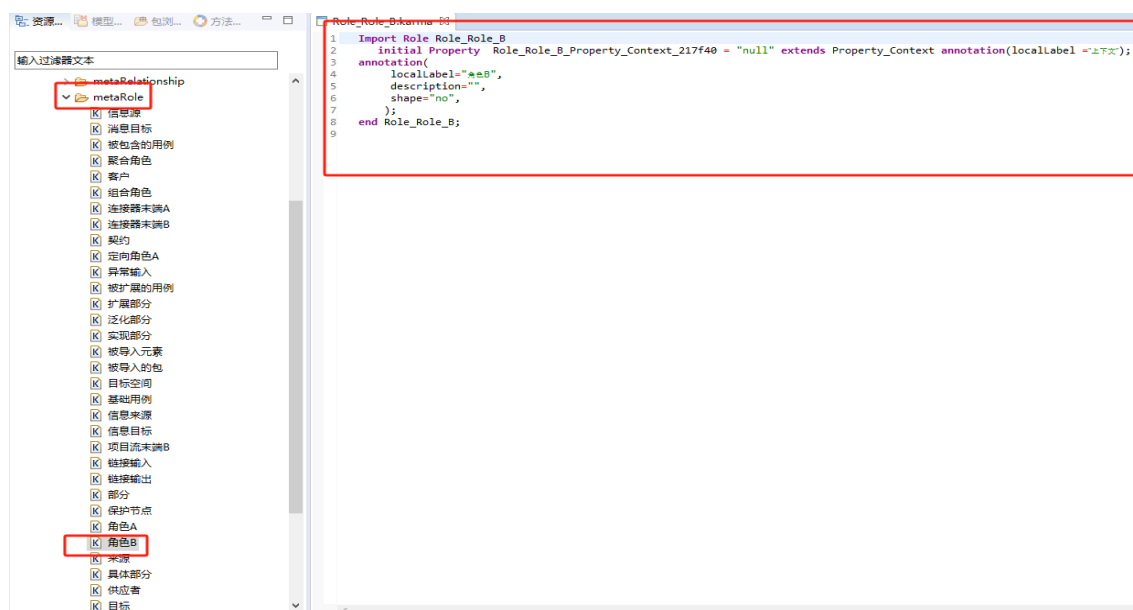 资源...
模型...
包浏...
方法...
输入过滤器文本
metaRelationship
metaRole
信息源
消息目标
被包含的用例
聚合角色
客户
组合角色
连接器末端A
连接器末端B
契约
定向角色A
异常输入
被扩展的用例
扩展部分
泛化部分
实现部分
被导入元素
被导入的包
目标空间
基础用例
信息来源
信息目标
项目流末端B
链接输入
链接输出
部分
保护节点
角色A
角色B
来源
具体部分
供应者
目标
Role_Role_B.karma
1 Import Role Role_Role_B
2 initial Property Role_Role_B_Property_Context_217f40 = "null" extends Property_Context annotation(localLabel ="上下文");
3 annotation(
4 localLabel="角色B",
5 description="",
6 shape="no",
7 );
8 end Role_Role_B;
9